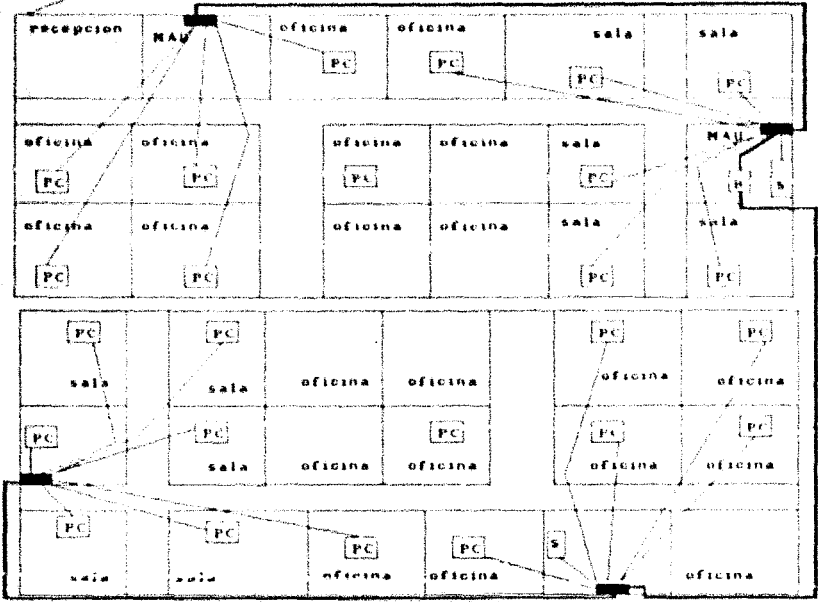 recepcion MAU oficina oficina sala sala
PC PC PC PC
oficina oficina oficina oficina sala MAU
PC PC PC PC R S
oficina oficina oficina oficina sala sala
PC PC PC PC
PC PC PC PC
sala sala oficina oficina oficina oficina
PC PC PC PC PC
sala oficina oficina oficina oficina
PC PC PC PC S
sala sala oficina oficina oficina